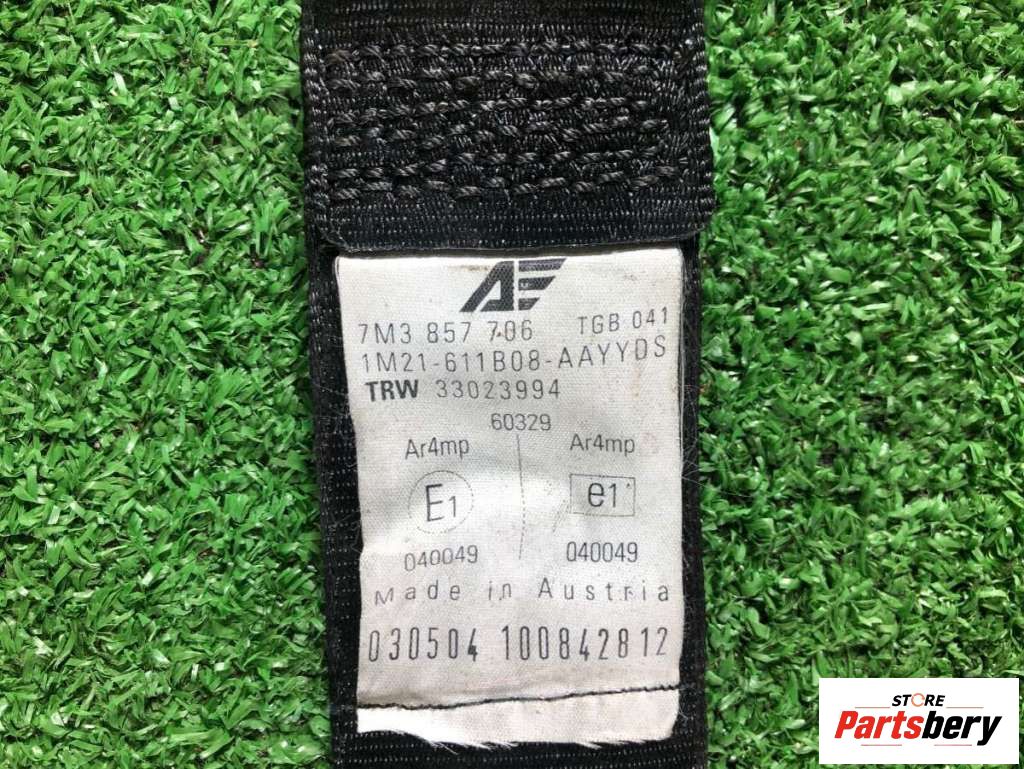 AE
7M3 857 706 TGB 041
1M21-611B08-AAYYDS
TRW 33023994
60329
Ar4mp Ar4mp
E1 e1
040049 040049
Made in Austria
030504 100842812
STORE
Partsbery